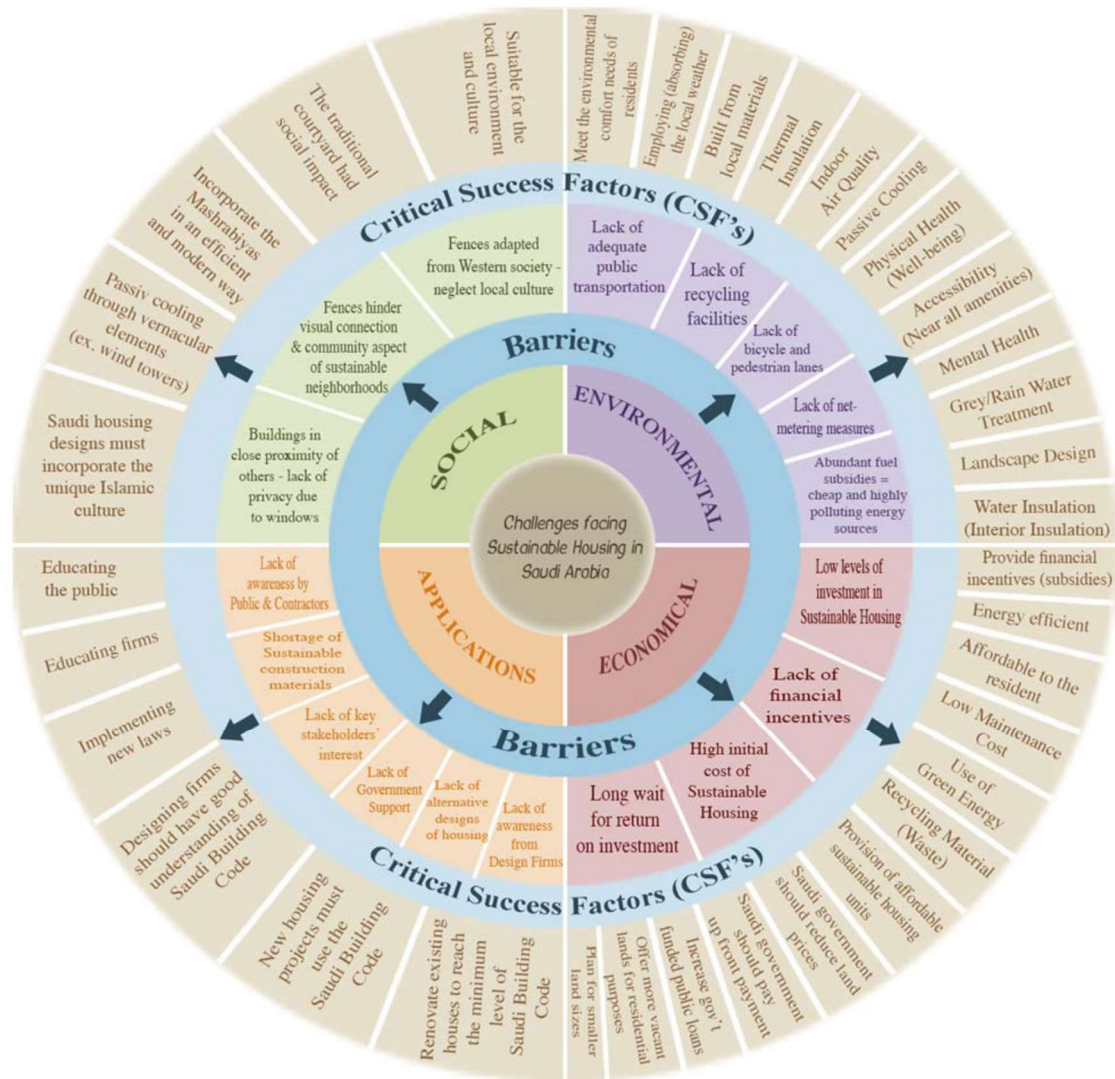 Challenges facing
Sustainable Housing in
Saudi Arabia
SOCIAL
ENVIRONMENTAL
ECONOMICAL
APPLICATIONS
Barriers
Barriers
Fences adapted
from Western society -
neglect local culture
Fences hinder
visual connection
& community aspect
of sustainable
neighborhoods
Buildings in
close proximity of
others - lack of
privacy due
to windows
Lack of
adequate
public
transportation
Lack of
recycling
facilities
Lack of
bicycle and
pedestrian lanes
Lack of net-
metering measures
Abundant fuel
subsidies =
cheap and highly
polluting energy
sources
Low levels of
investment in
Sustainable Housing
Lack of
financial
incentives
High initial
cost of
Sustainable
Housing
Long wait
for return
on investment
Lack of
awareness by
Public & Contractors
Shortage of
Sustainable
construction
materials
Lack of key
stakeholders'
interest
Lack of
Government
Support
Lack of
alternative
designs
of housing
Lack of
awareness
from
Design Firms
Critical Success Factors (CSF's)
Critical Success Factors (CSF's)
Suitable for the
local environment
and culture
The traditional
courtyard had
social impact
Incorporate the
Mashrabiyas
in an efficient
and modern way
Passiv cooling
through vernacular
elements
(ex. wind towers)
Saudi housing
designs must
incorporate the
unique Islamic
culture
Meet the environmental
comfort needs of
residents
Employing (absorbing)
the local weather
Built from
local materials
Thermal
Insulation
Indoor
Air Quality
Passive Cooling
Physical Health
(Well-being)
Accessibility
(Near all amenities)
Mental Health
Grey/Rain Water
Treatment
Landscape Design
Water Insulation
(Interior Insulation)
Provide financial
incentives (subsidies)
Energy efficient
Affordable to the
resident
Low Maintenance
Cost
Use of
Green Energy
Recycling Material
(Waste)
Provision of affordable
sustainable housing
units
Saudi government
should reduce land
prices
Saudi government
should pay
up front payment
Increase gov't
funded public loans
Offer more vacant
lands for residential
purposes
Plan for smaller
land sizes
Educating
the public
Educating firms
Implementing
new laws
Designing firms
should have good
understanding of
Saudi Building
Code
New housing
projects must
use the
Saudi Building
Code
Renovate existing
houses to reach
the minimum
level of
Saudi Building
Code